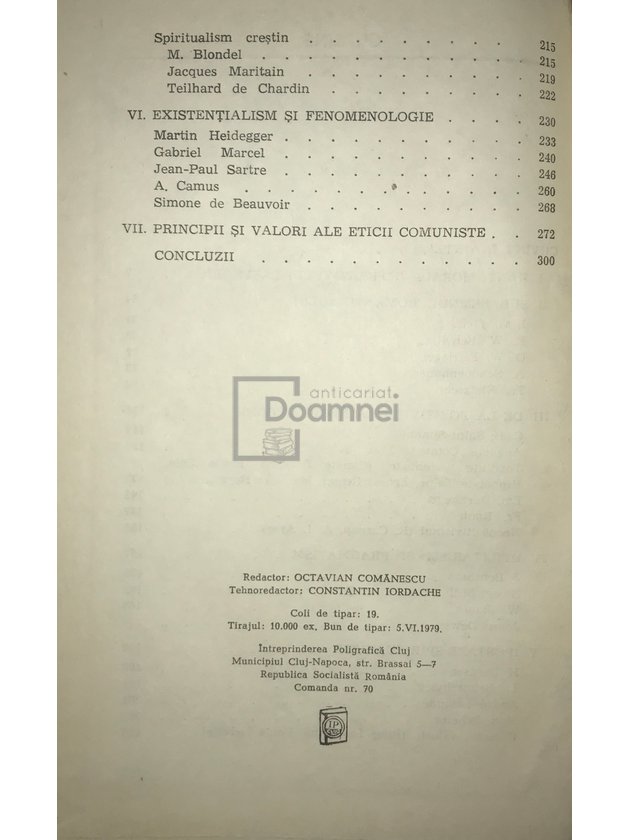 Spiritualism creştin . . . . . . . . . 215
M. Blondel . . . . . . . . . . . 215
Jacques Maritain . . . . . . . . . 219
Teilhard de Chardin . . . . . . . . 222
VI. EXISTENŢIALISM ŞI FENOMENOLOGIE . . . . 230
Martin Heidegger . . . . . . . . . . 233
Gabriel Marcel . . . . . . . . . . 240
Jean-Paul Sartre . . . . . . . . . . 246
A. Camus . . . . . . . . . . . 260
Simone de Beauvoir . . . . . . . . . 268
VII. PRINCIPII ŞI VALORI ALE ETICII COMUNISTE . . 272
CONCLUZII . . . . . . . . . . . 300
anticariat
Doamnei
Redactor: OCTAVIAN COMĂNESCU
Tehnoredactor: CONSTANTIN IORDACHE
Coli de tipar: 19.
Tirajul: 10.000 ex. Bun de tipar: 5.VI.1979.
Întreprinderea Poligrafică Cluj
Municipiul Cluj-Napoca, str. Brassai 5—7
Republica Socialistă România
Comanda nr. 70